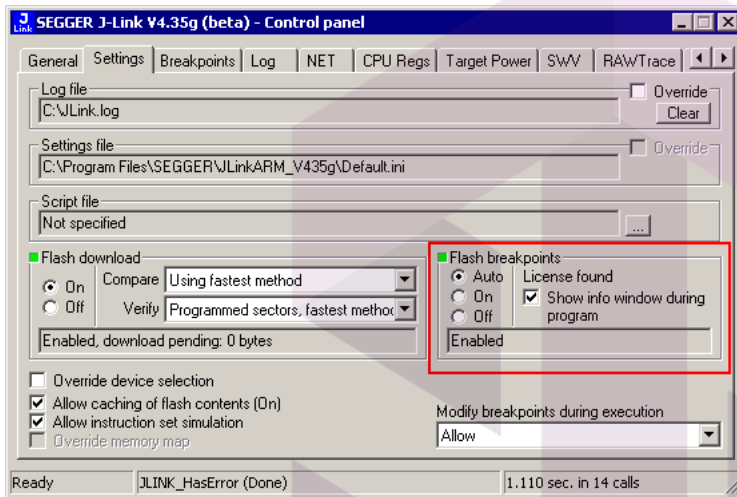 J Link SEGGER J-Link V4.35g (beta) - Control panel
General Settings Breakpoints Log NET CPU Regs Target Power SWV RAWTrace
Log file Override
C:\JLink.log Clear
Settings file Override
C:\Program Files\SEGGER\JLinkARM_V435g\Default.ini
Script file
Not specified ...
Flash download
On
Off
Compare Using fastest method
Verify Programmed sectors, fastest method
Enabled, download pending: 0 bytes
Flash breakpoints
Auto License found
On Show info window during
Off program
Enabled
Override device selection
Allow caching of flash contents (On)
Allow instruction set simulation
Override memory map
Modify breakpoints during execution
Allow
Ready JLINK_HasError (Done) 1.110 sec. in 14 calls